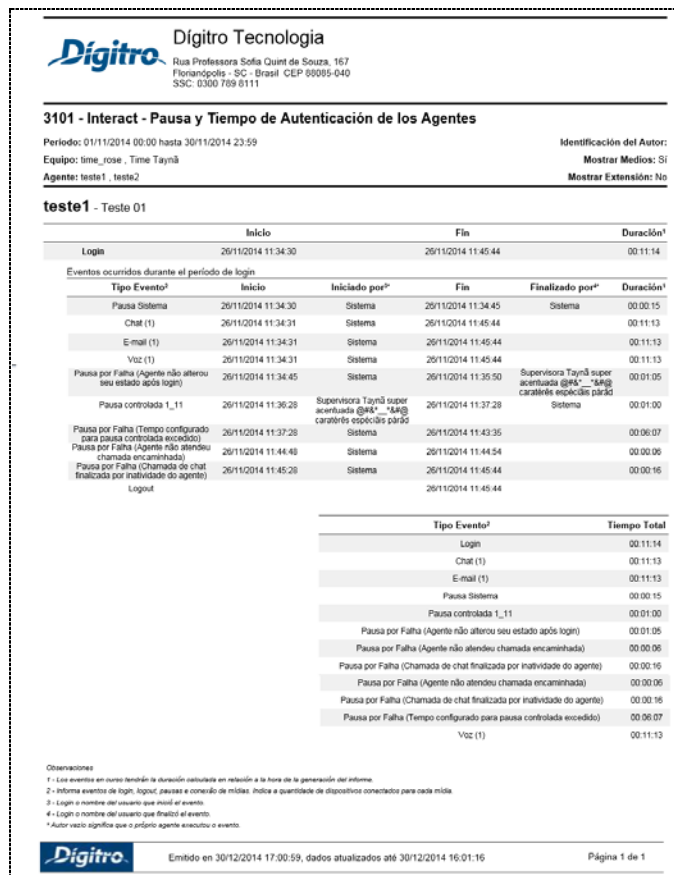 Dígitro
Dígitro Tecnologia
Rua Professora Sofia Quint de Souza, 167
Florianópolis - SC - Brasil CEP 88085-040
SSC: 0300 789 8111
3101 - Interact - Pausa y Tiempo de Autenticación de los Agentes
Período: 01/11/2014 00:00 hasta 30/11/2014 23:59 Identificación del Autor:
Equipo: time_rose , Time Taynã Mostrar Medios: Sí
Agente: teste1 , teste2 Mostrar Extensión: No
teste1 - Teste 01
Inicio Fin Duración¹
Login 26/11/2014 11:34:30 26/11/2014 11:45:44 00:11:14
Eventos ocurridos durante el período de login
Tipo Evento² Inicio Iniciado por³* Fin Finalizado por⁴* Duración¹
Pausa Sistema 26/11/2014 11:34:30 Sistema 26/11/2014 11:34:45 Sistema 00:00:15
Chat (1) 26/11/2014 11:34:31 Sistema 26/11/2014 11:45:44 00:11:13
E-mail (1) 26/11/2014 11:34:31 Sistema 26/11/2014 11:45:44 00:11:13
Voz (1) 26/11/2014 11:34:31 Sistema 26/11/2014 11:45:44 00:11:13
Pausa por Falha (Agente não alterou
seu estado após login) 26/11/2014 11:34:45 Sistema 26/11/2014 11:35:50 Supervisora Taynã super
acentuada @#&*__*&#@
caratérês espéciãis pàrád 00:01:05
Pausa controlada 1_11 26/11/2014 11:36:28 Supervisora Taynã super
acentuada @#&*__*&#@
caratérês espéciãis pàrád 26/11/2014 11:37:28 Sistema 00:01:00
Pausa por Falha (Tempo configurado
para pausa controlada excedido) 26/11/2014 11:37:28 Sistema 26/11/2014 11:43:35 00:06:07
Pausa por Falha (Agente não atendeu
chamada encaminhada) 26/11/2014 11:44:48 Sistema 26/11/2014 11:44:54 00:00:06
Pausa por Falha (Chamada de chat
finalizada por inatividade do agente) 26/11/2014 11:45:28 Sistema 26/11/2014 11:45:44 00:00:16
Logout 26/11/2014 11:45:44
Tipo Evento² Tiempo Total
Login 00:11:14
Chat (1) 00:11:13
E-mail (1) 00:11:13
Pausa Sistema 00:00:15
Pausa controlada 1_11 00:01:00
Pausa por Falha (Agente não alterou seu estado após login) 00:01:05
Pausa por Falha (Agente não atendeu chamada encaminhada) 00:00:06
Pausa por Falha (Chamada de chat finalizada por inatividade do agente) 00:00:16
Pausa por Falha (Agente não atendeu chamada encaminhada) 00:00:06
Pausa por Falha (Chamada de chat finalizada por inatividade do agente) 00:00:16
Pausa por Falha (Tempo configurado para pausa controlada excedido) 00:06:07
Voz (1) 00:11:13
Observaciones
1 - Los eventos en curso tendrán la duración calculada en relación a la hora de la generación del informe.
2 - Informa eventos de login, logout, pausas e conexão de mídias. Indica a quantidade de dispositivos conectados para cada mídia.
3 - Login o nombre del usuario que inició el evento.
4 - Login o nombre del usuario que finalizó el evento.
* Autor vazio significa que o próprio agente executou o evento.
Dígitro Emitido en 30/12/2014 17:00:59, dados atualizados até 30/12/2014 16:01:16 Página 1 de 1